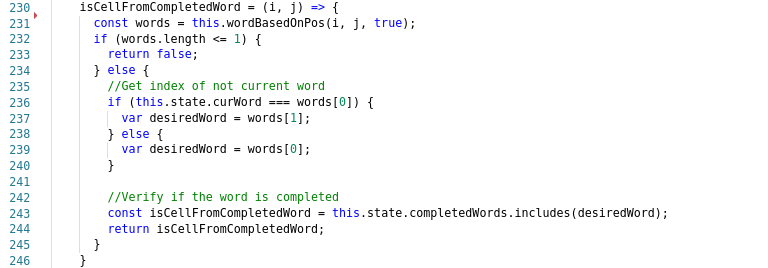 230 isCellFromCompletedWord = (i, j) => {
231 const words = this.wordBasedOnPos(i, j, true);
232 if (words.length <= 1) {
233 return false;
234 } else {
235 //Get index of not current word
236 if (this.state.curWord === words[0]) {
237 var desiredWord = words[1];
238 } else {
239 var desiredWord = words[0];
240 }
241
242 //Verify if the word is completed
243 const isCellFromCompletedWord = this.state.completedWords.includes(desiredWord);
244 return isCellFromCompletedWord;
245 }
246 }